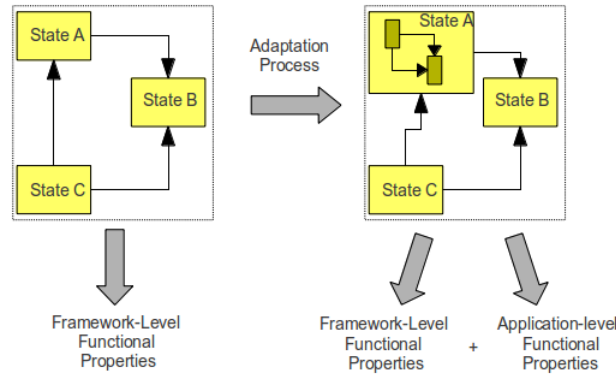 State A
State B
State C
Adaptation
Process
State A
State B
State C
Framework-Level
Functional
Properties
Framework-Level
Functional
Properties
+
Application-level
Functional
Properties